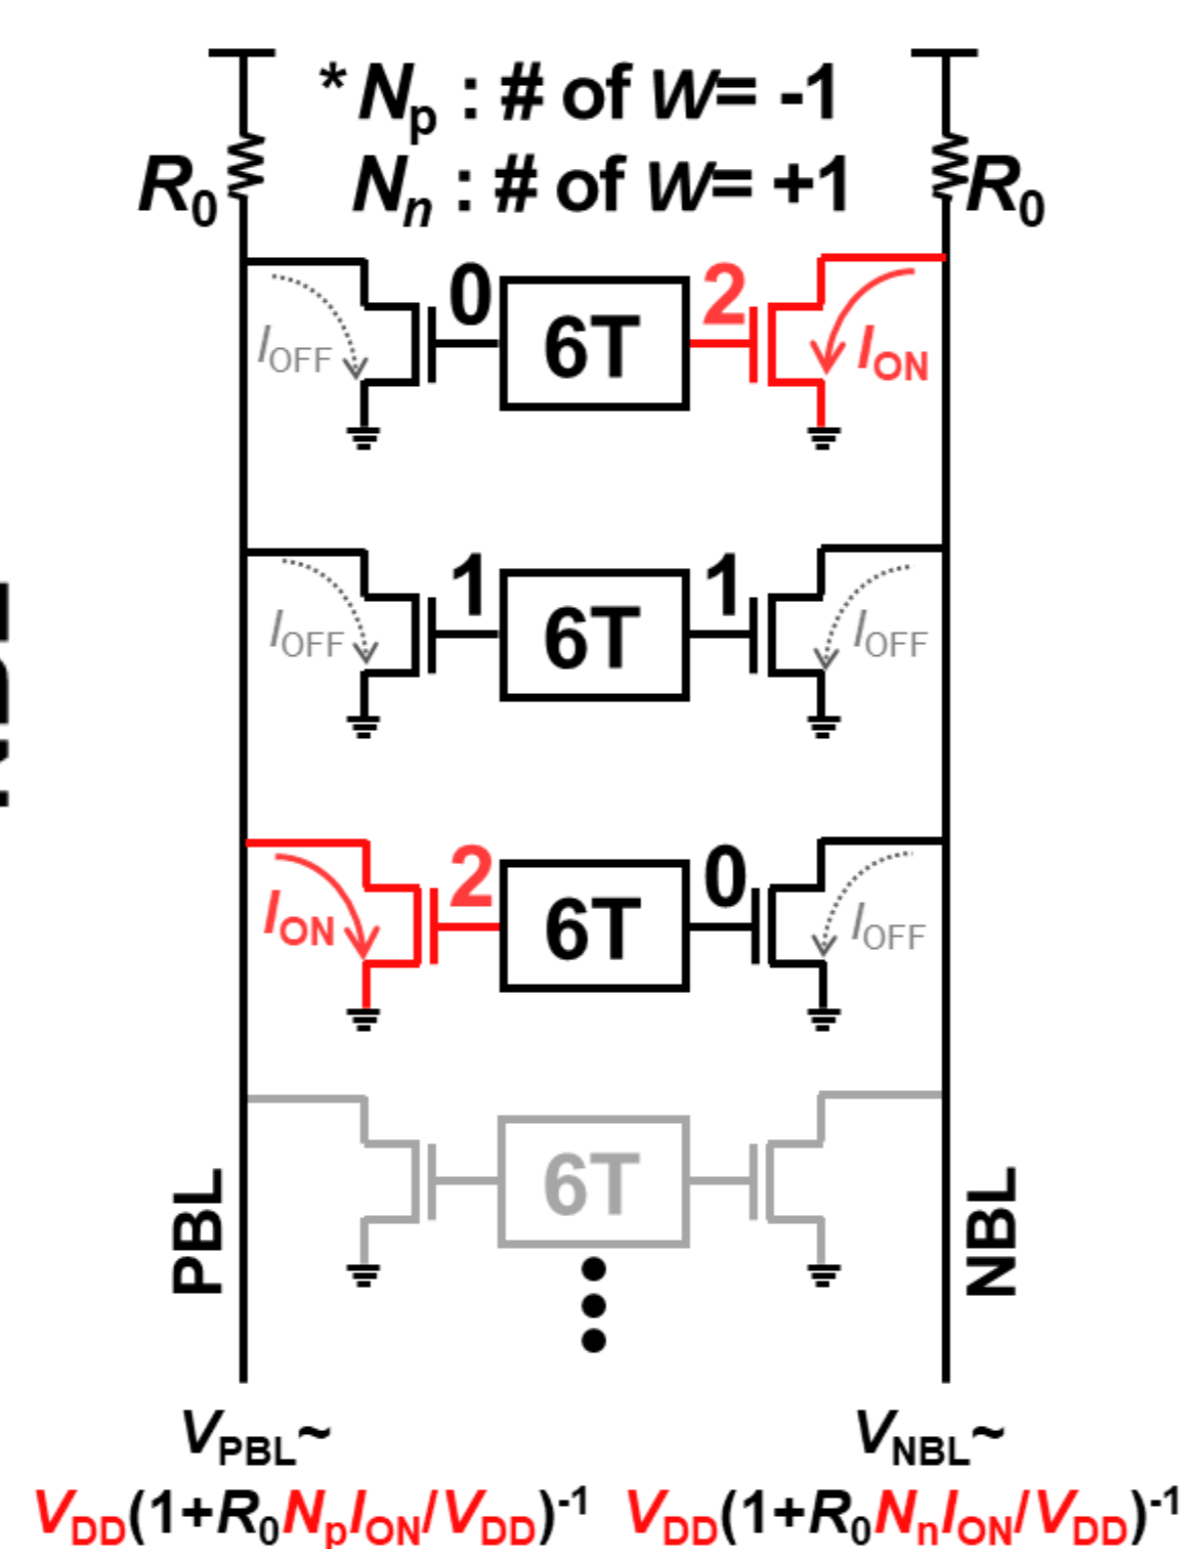 *Np : # of W= -1
Nn : # of W= +1
R0
R0
0
6T
2
IOFF
ION
1
6T
1
IOFF
IOFF
2
6T
0
ION
IOFF
6T
PBL
NBL
VPBL~
VNBL~
VDD(1+R0NpION/VDD)-1
VDD(1+R0NnION/VDD)-1